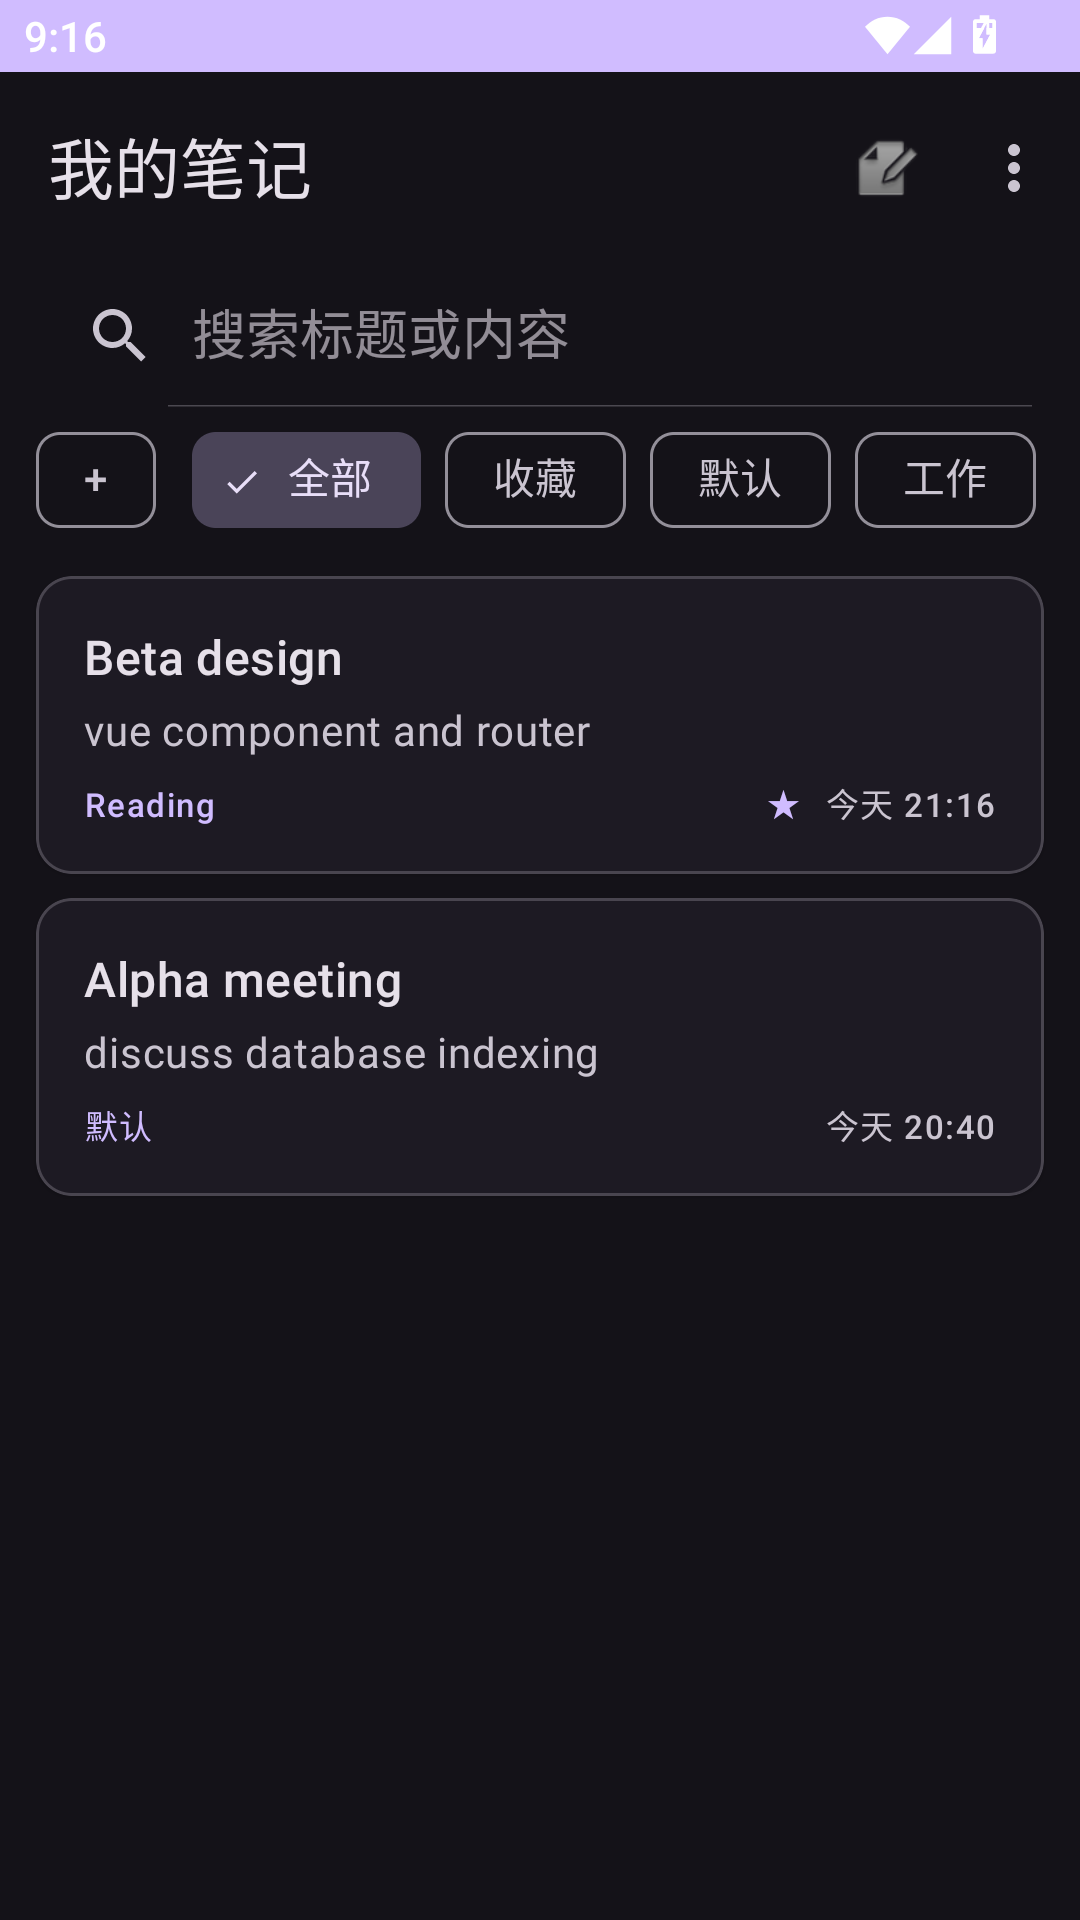 9:16
我的笔记
搜索标题或内容
+ 全部 收藏 默认 工作
Beta design
vue component and router
Reading ★ 今天 21:16
Alpha meeting
discuss database indexing
默认 今天 20:40